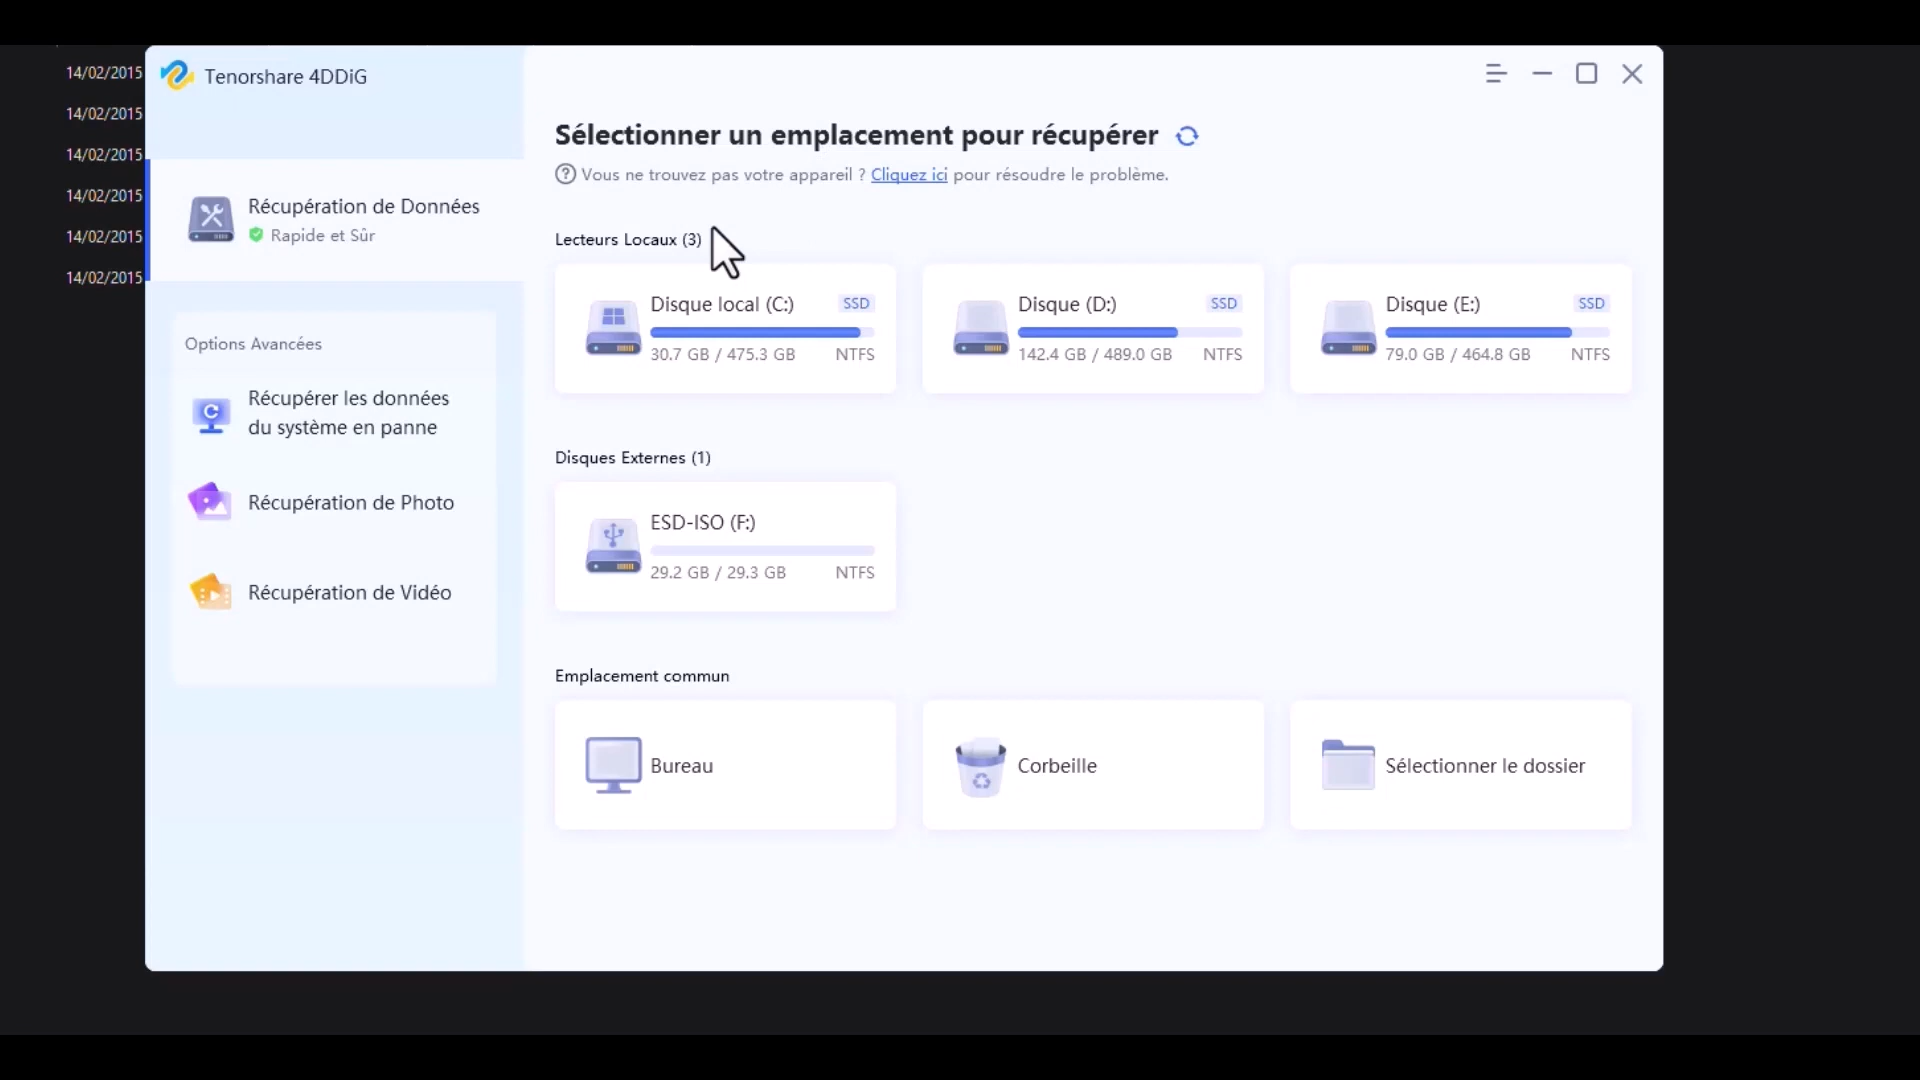 14/02/2015
14/02/2015
14/02/2015
14/02/2015
14/02/2015
14/02/2015
Tenorshare 4DDiG
Récupération de Données
Rapide et Sûr
Options Avancées
Récupérer les données
du système en panne
Récupération de Photo
Récupération de Vidéo
Sélectionner un emplacement pour récupérer
Vous ne trouvez pas votre appareil ? Cliquez ici pour résoudre le problème.
Lecteurs Locaux (3)
Disque local (C:) SSD
30.7 GB / 475.3 GB NTFS
Disque (D:) SSD
142.4 GB / 489.0 GB NTFS
Disque (E:) SSD
79.0 GB / 464.8 GB NTFS
Disques Externes (1)
ESD-ISO (F:)
29.2 GB / 29.3 GB NTFS
Emplacement commun
Bureau
Corbeille
Sélectionner le dossier